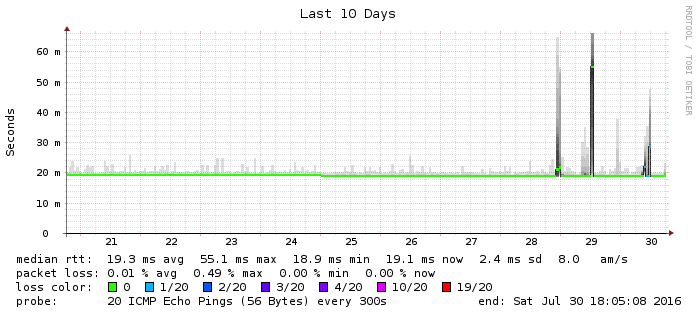 Last 10 Days
RRDTOOL / TOBI OETIKER
Seconds
60 m
50 m
40 m
30 m
20 m
10 m
0
21 22 23 24 25 26 27 28 29 30
median rtt: 19.3 ms avg 55.1 ms max 18.9 ms min 19.1 ms now 2.4 ms sd 8.0 am/s
packet loss: 0.01 % avg 0.49 % max 0.00 % min 0.00 % now
loss color: 0 1/20 2/20 3/20 4/20 10/20 19/20
probe: 20 ICMP Echo Pings (56 Bytes) every 300s end: Sat Jul 30 18:05:08 2016